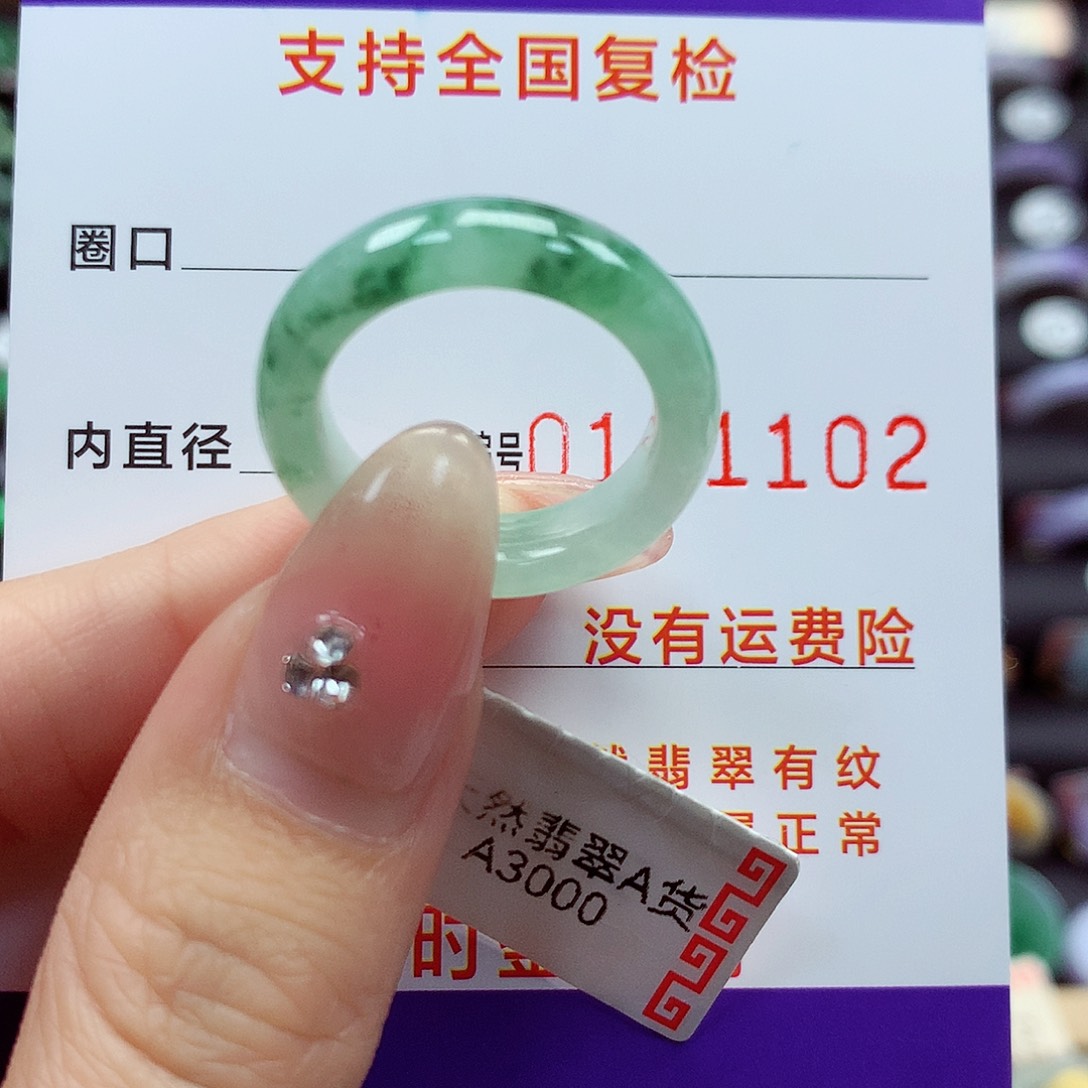 支持全国复检
圈口
内直径
号01 1102
没有运费险
翡翠有纹
正常
然翡翠A货
A3000
时